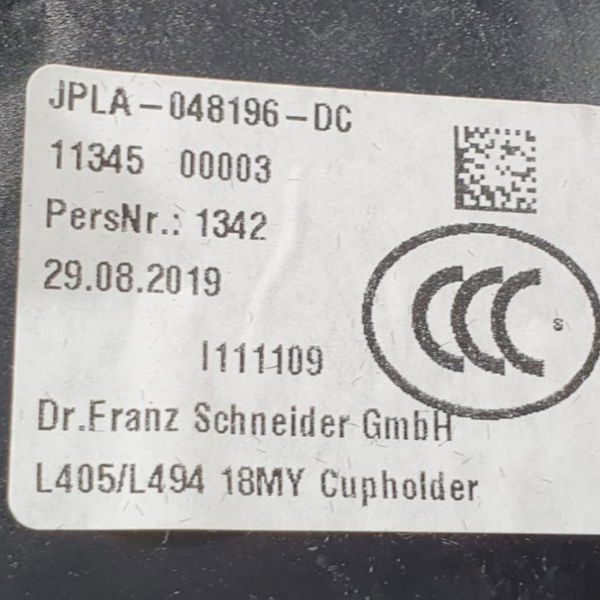 JPLA-048196-DC
11345 00003
PersNr.: 1342
29.08.2019
CCC
S
I111109
Dr.Franz Schneider GmbH
L405/L494 18MY Cupholder